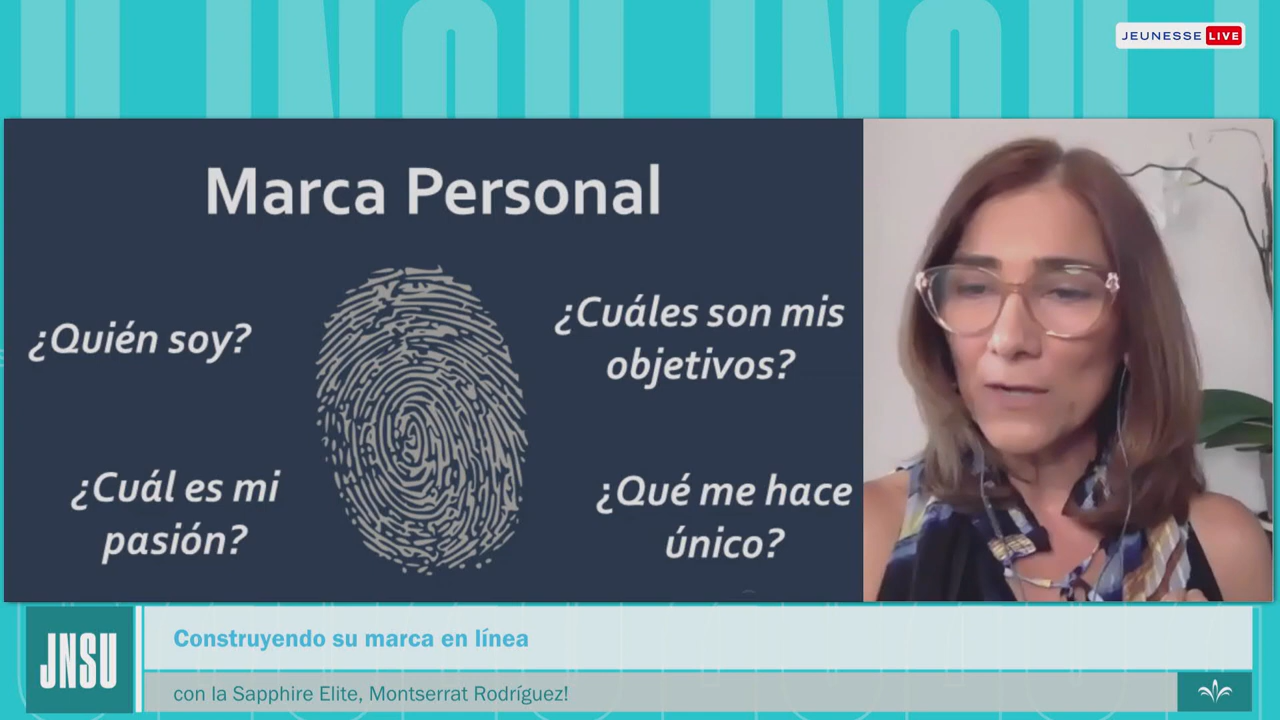 JEUNESSE LIVE
Marca Personal
¿Quién soy?
¿Cuáles son mis
objetivos?
¿Cuál es mi
pasión?
¿Qué me hace
único?
JNSU
Construyendo su marca en línea
con la Sapphire Elite, Montserrat Rodríguez!